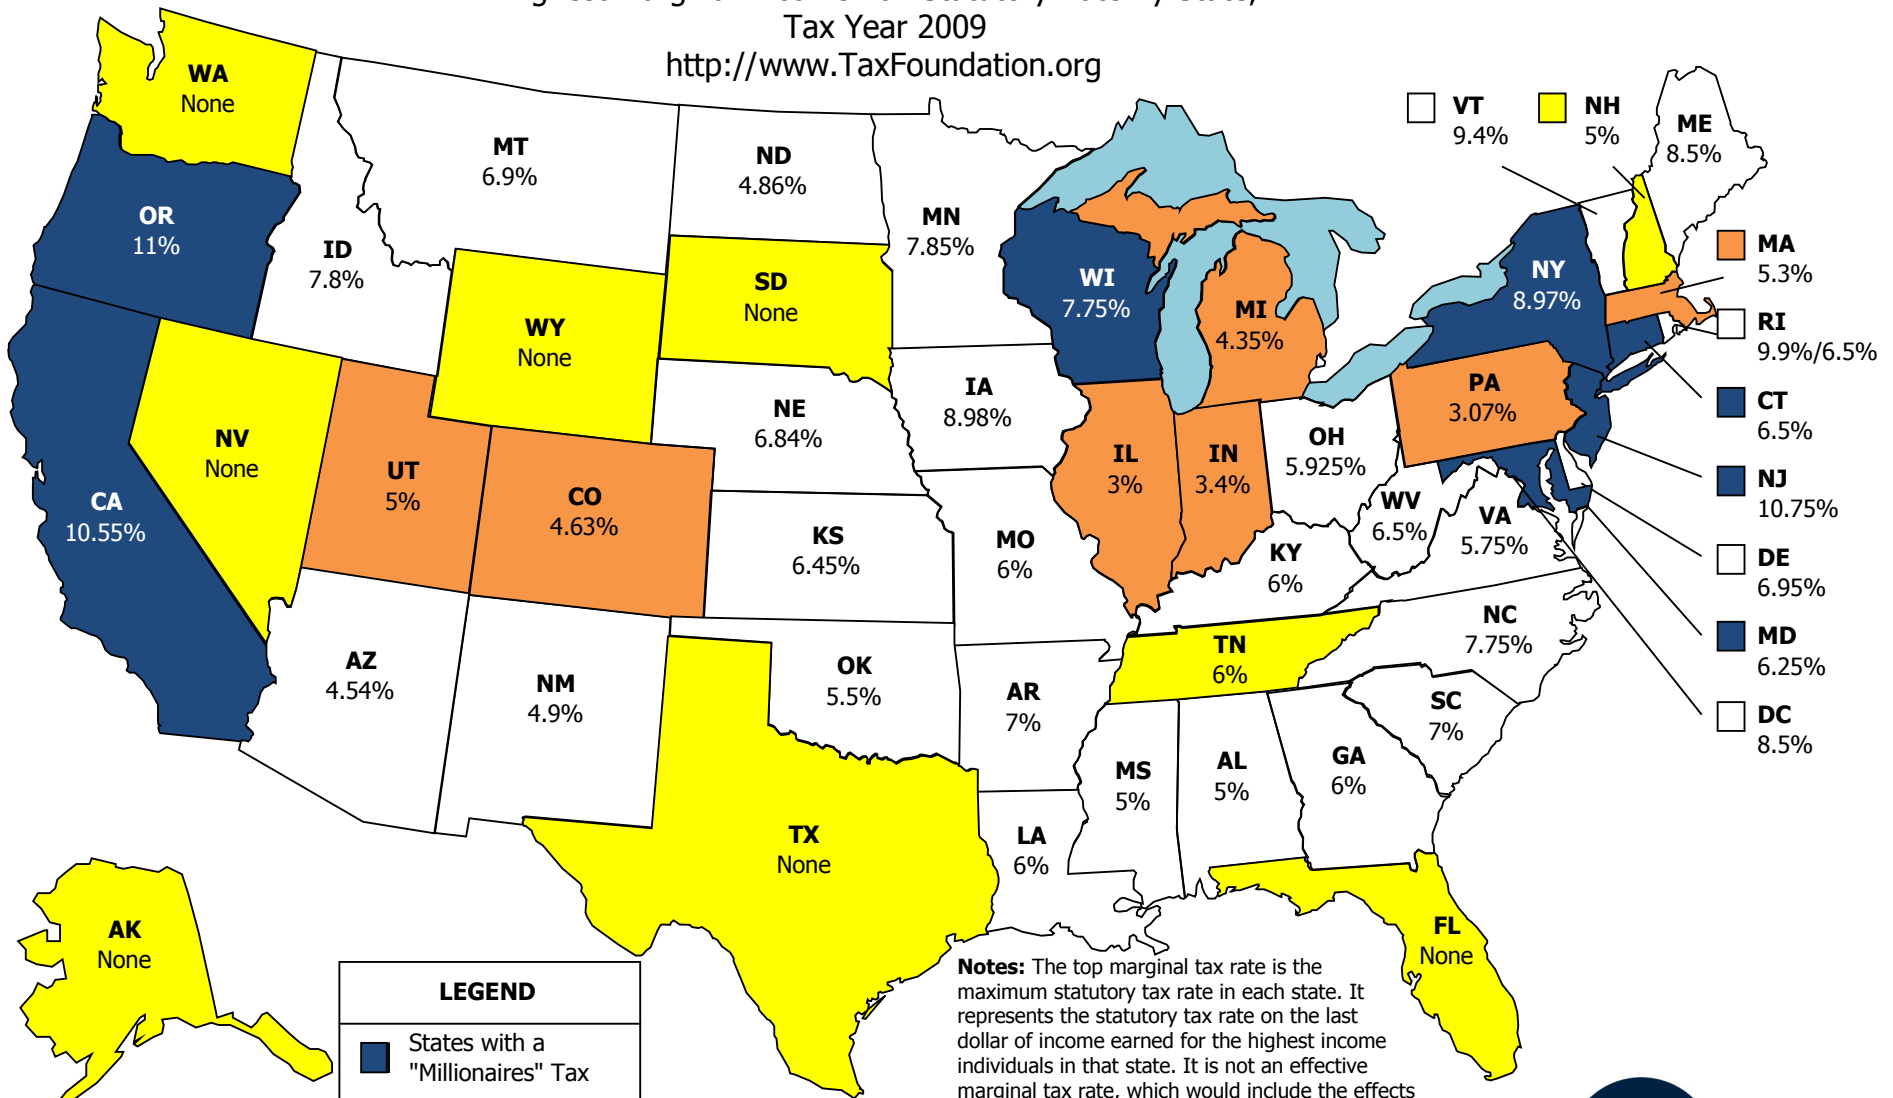 Tax Year 2009
http://www.TaxFoundation.org
WA
None
MT
6.9%
ND
4.86%
MN
7.85%
VT
9.4%
NH
5%
ME
8.5%
OR
11%
ID
7.8%
WY
None
SD
None
WI
7.75%
MI
4.35%
NY
8.97%
MA
5.3%
RI
9.9%/6.5%
CT
6.5%
NJ
10.75%
DE
6.95%
MD
6.25%
DC
8.5%
CA
10.55%
NV
None
UT
5%
CO
4.63%
NE
6.84%
IA
8.98%
IL
3%
IN
3.4%
OH
5.925%
PA
3.07%
WV
6.5%
VA
5.75%
KS
6.45%
MO
6%
KY
6%
NC
7.75%
TN
6%
SC
7%
AZ
4.54%
NM
4.9%
OK
5.5%
AR
7%
MS
5%
AL
5%
GA
6%
TX
None
LA
6%
FL
None
AK
None
LEGEND
States with a
"Millionaires" Tax
Notes: The top marginal tax rate is the
maximum statutory tax rate in each state. It
represents the statutory tax rate on the last
dollar of income earned for the highest income
individuals in that state. It is not an effective
marginal tax rate, which would include the effects